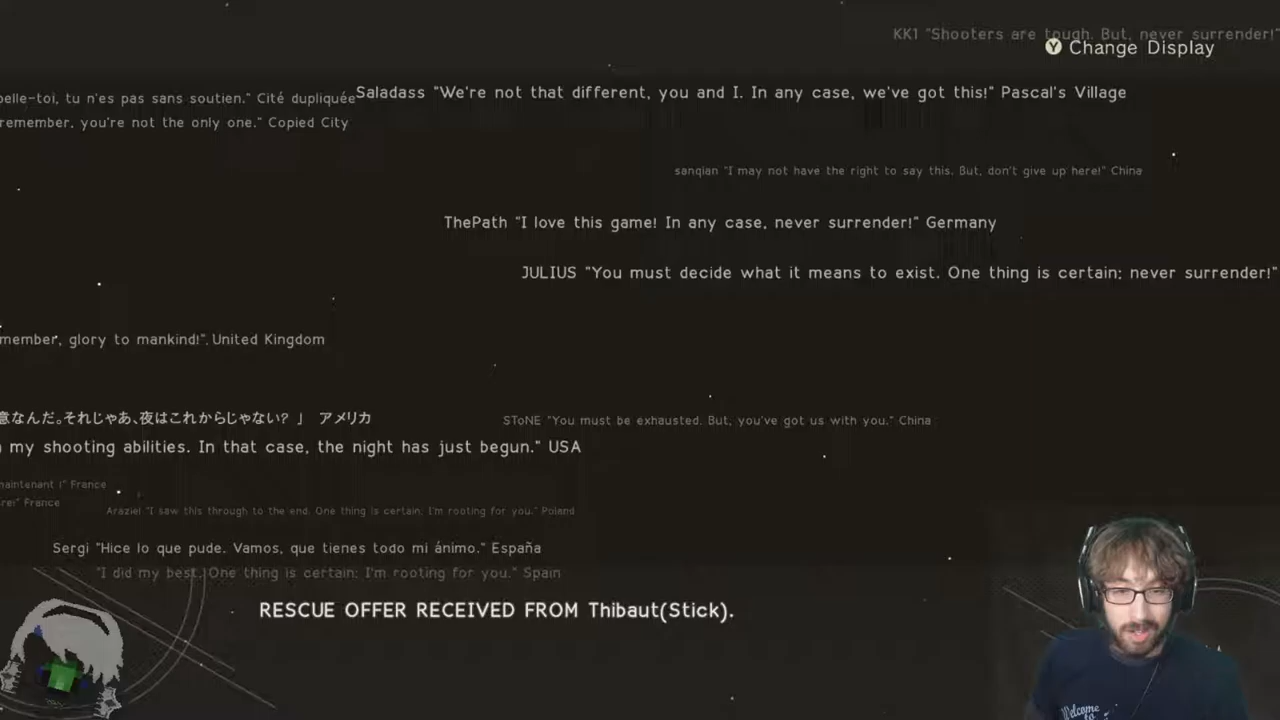 KK1 "Shooters are tough. But, never surrender!"
Y Change Display
Saladass "We're not that different, you and I. In any case, we've got this!" Pascal's Village
pelle-toi, tu n'es pas sans soutien." Cité dupliquée
remember, you're not the only one." Copied City
sanqian "I may not have the right to say this. But, don't give up here!" China
ThePath "I love this game! In any case, never surrender!" Germany
JULIUS "You must decide what it means to exist. One thing is certain: never surrender!"
member, glory to mankind!" United Kingdom
意なんだ。それじゃあ、夜はこれからじゃない? 」 アメリカ
SToNE "You must be exhausted. But, you've got us with you." China
my shooting abilities. In that case, the night has just begun." USA
maintenant !" France
France
Araziel "I saw this through to the end. One thing is certain: I'm rooting for you." Poland
Sergi "Hice lo que pude. Vamos, que tienes todo mi ánimo." España
"I did my best. One thing is certain: I'm rooting for you." Spain
RESCUE OFFER RECEIVED FROM Thibaut(Stick).
Welcome
to